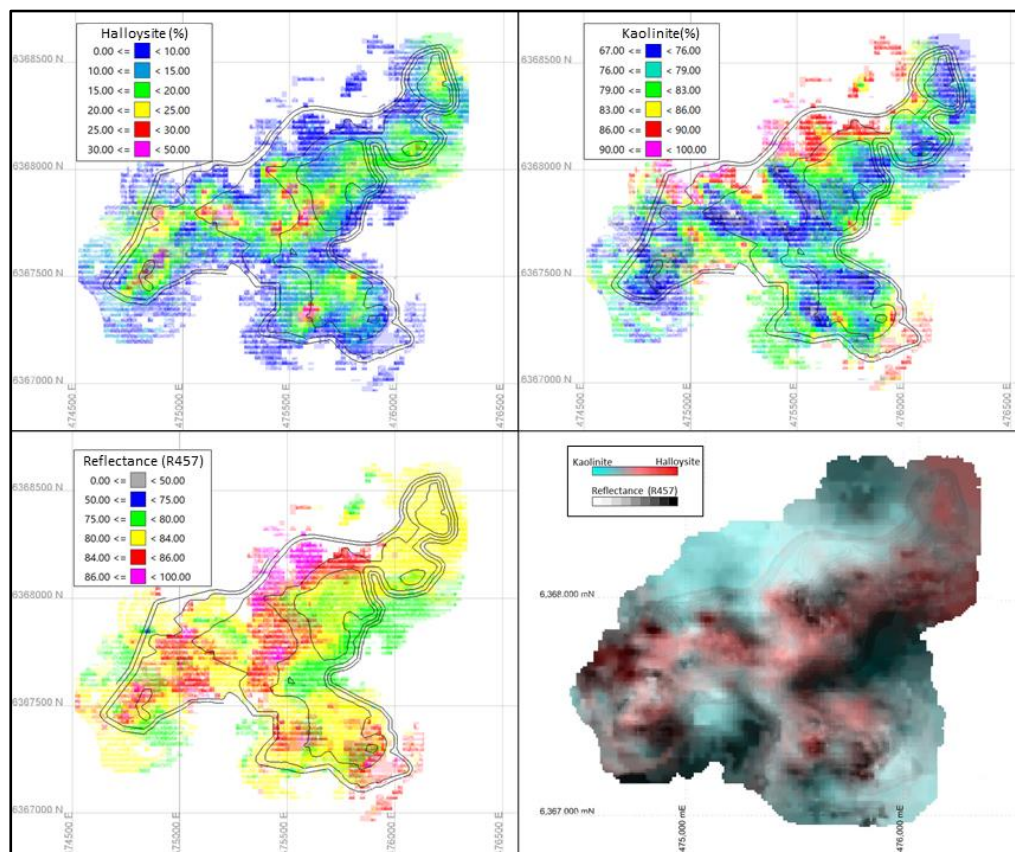 Halloysite (%)
0.00 <= < 10.00
10.00 <= < 15.00
15.00 <= < 20.00
20.00 <= < 25.00
25.00 <= < 30.00
30.00 <= < 50.00
6368500 N
6368000 N
6367500 N
6367000 N
474500 E
475000 E
475500 E
476000 E
476500 E
Kaolinite(%)
67.00 <= < 76.00
76.00 <= < 79.00
79.00 <= < 83.00
83.00 <= < 86.00
86.00 <= < 90.00
90.00 <= < 100.00
6368500 N
6368000 N
6367500 N
6367000 N
474500 E
475000 E
475500 E
476000 E
476500 E
Reflectance (R457)
0.00 <= < 50.00
50.00 <= < 75.00
75.00 <= < 80.00
80.00 <= < 84.00
84.00 <= < 86.00
86.00 <= < 100.00
6368500 N
6368000 N
6367500 N
6367000 N
474500 E
475000 E
475500 E
476000 E
476500 E
Kaolinite Halloysite
Reflectance (R457)
6,368.000 mN
6,367.000 mN
475.000 mE
476.000 mE